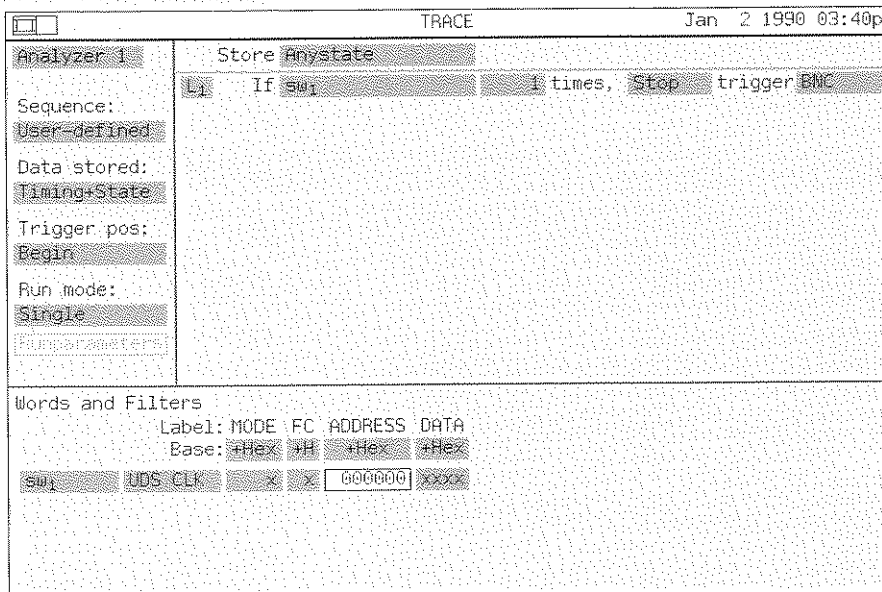 TRACE Jan 2 1990 03:40p
Analyzer 1 Store Anystate
L1 If sw1 1 times, Stop trigger BNC
Sequence:
User-defined
Data stored:
Timing+State
Trigger pos:
Begin
Run mode:
Single
Runparameters
Words and Filters
Label: MODE FC ADDRESS DATA
Base: +Hex +H +Hex +Hex
sw1 UDS CLK x x 000000 xxxx